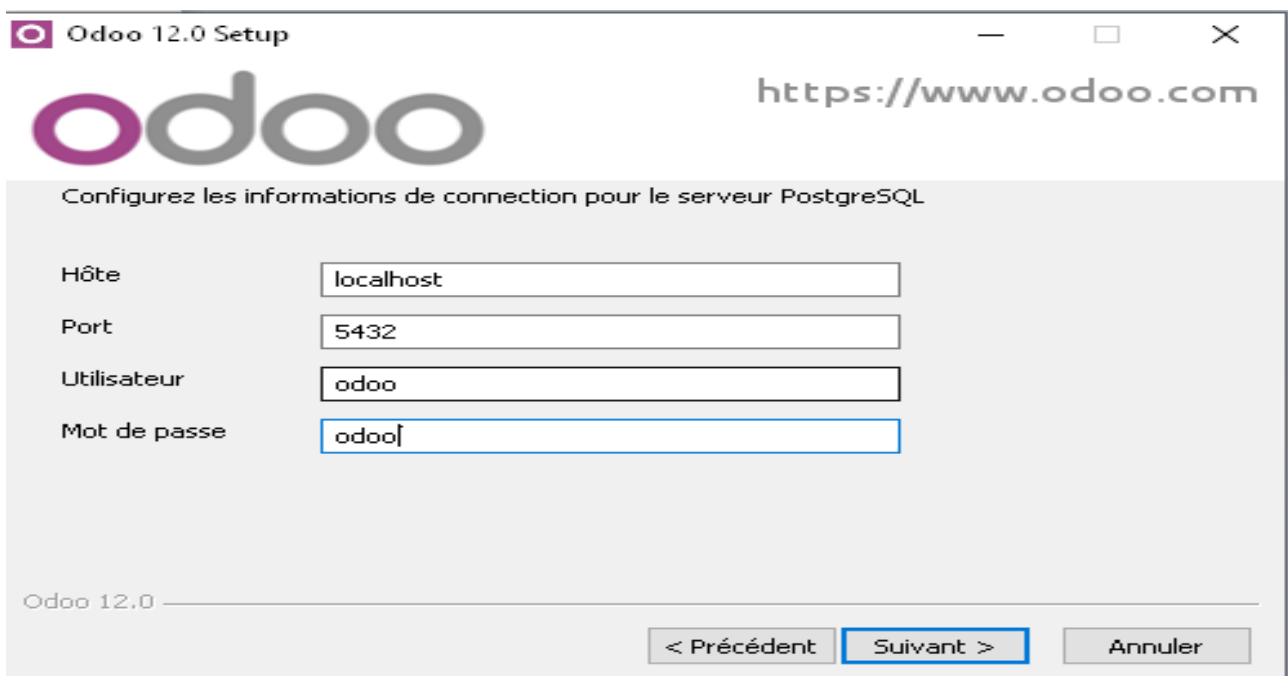 Odoo 12.0 Setup
odoo
https://www.odoo.com
Configurez les informations de connection pour le serveur PostgreSQL
Hôte
localhost
Port
5432
Utilisateur
odoo
Mot de passe
odoo
Odoo 12.0
< Précédent
Suivant >
Annuler